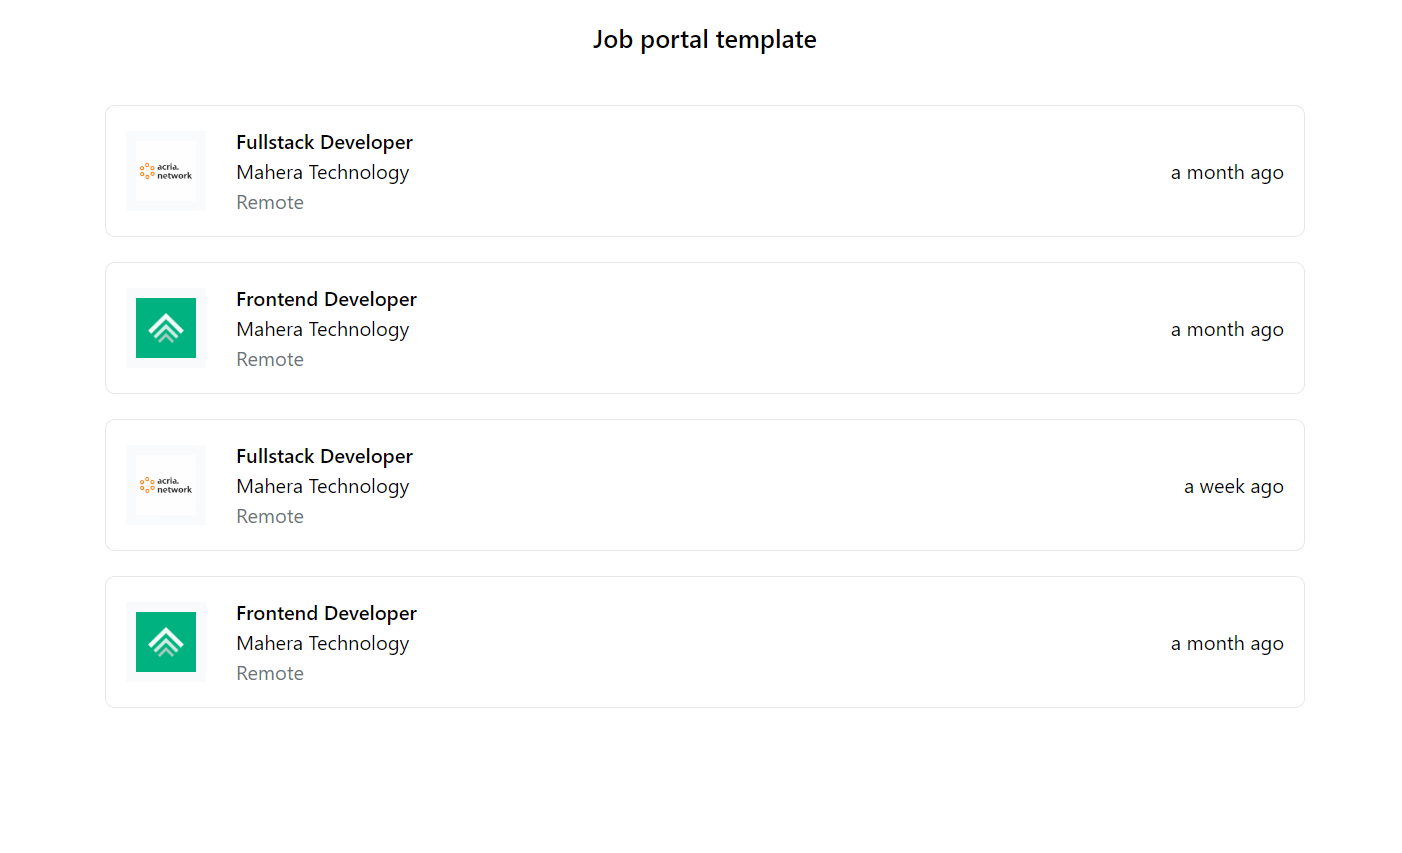 Job portal template
acria.
network
Fullstack Developer
Mahera Technology
Remote
a month ago
Frontend Developer
Mahera Technology
Remote
a month ago
acria.
network
Fullstack Developer
Mahera Technology
Remote
a week ago
Frontend Developer
Mahera Technology
Remote
a month ago